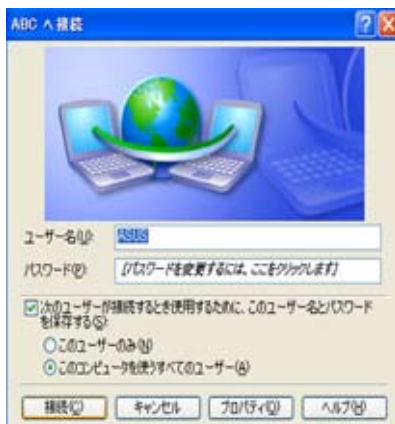 ABC へ接続
ユーザー名(U):
ASUS
パスワード(P):
[パスワードを変更するには、ここをクリックします]
次のユーザーが接続するとき使用するために、このユーザー名とパスワード
を保存する(S):
このユーザーのみ(N)
このコンピュータを使うすべてのユーザー(A)
接続(C)
キャンセル
プロパティ(O)
ヘルプ(H)